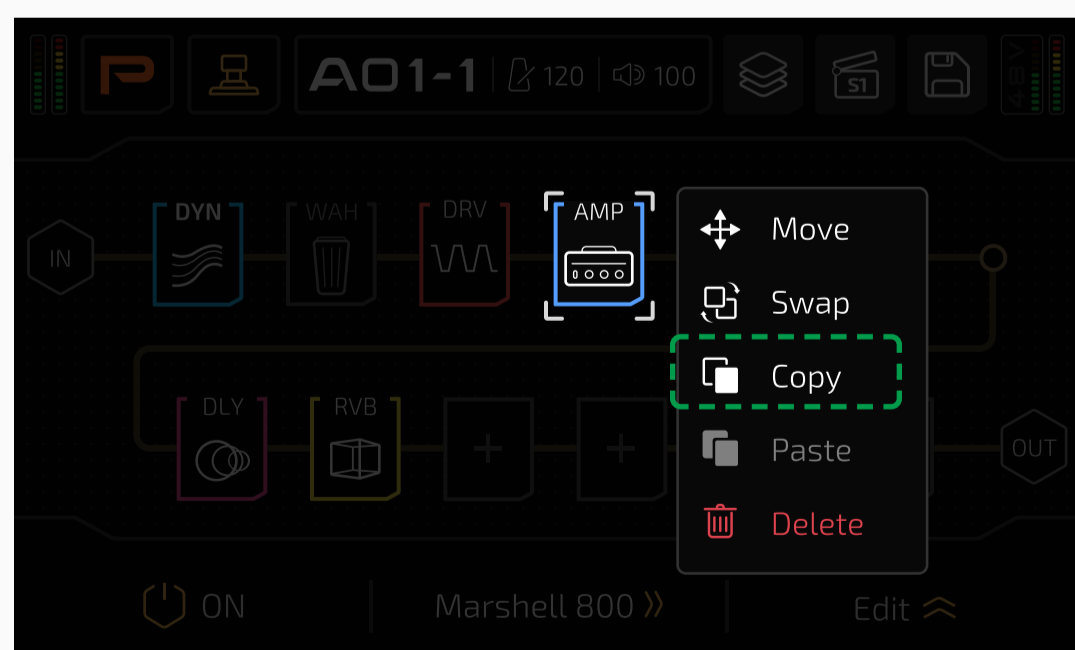 A01-1 120 100 S1 48V
DYN WAH DRV AMP
IN
Move
Swap
Copy
DLY RVB
OUT
Paste
Delete
ON Marshell 800 Edit